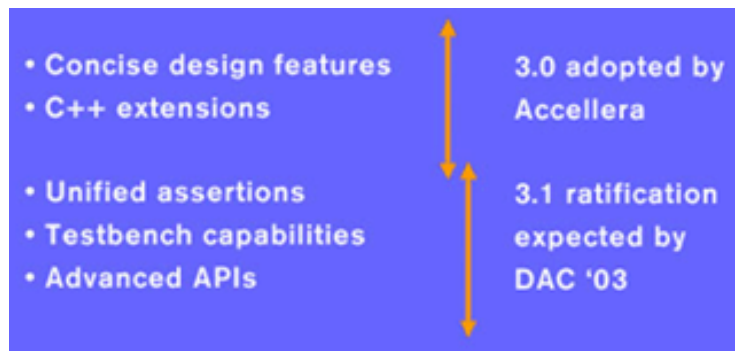 • Concise design features
• C++ extensions
3.0 adopted by
Accellera
• Unified assertions
• Testbench capabilities
• Advanced APIs
3.1 ratification
expected by
DAC ‘03